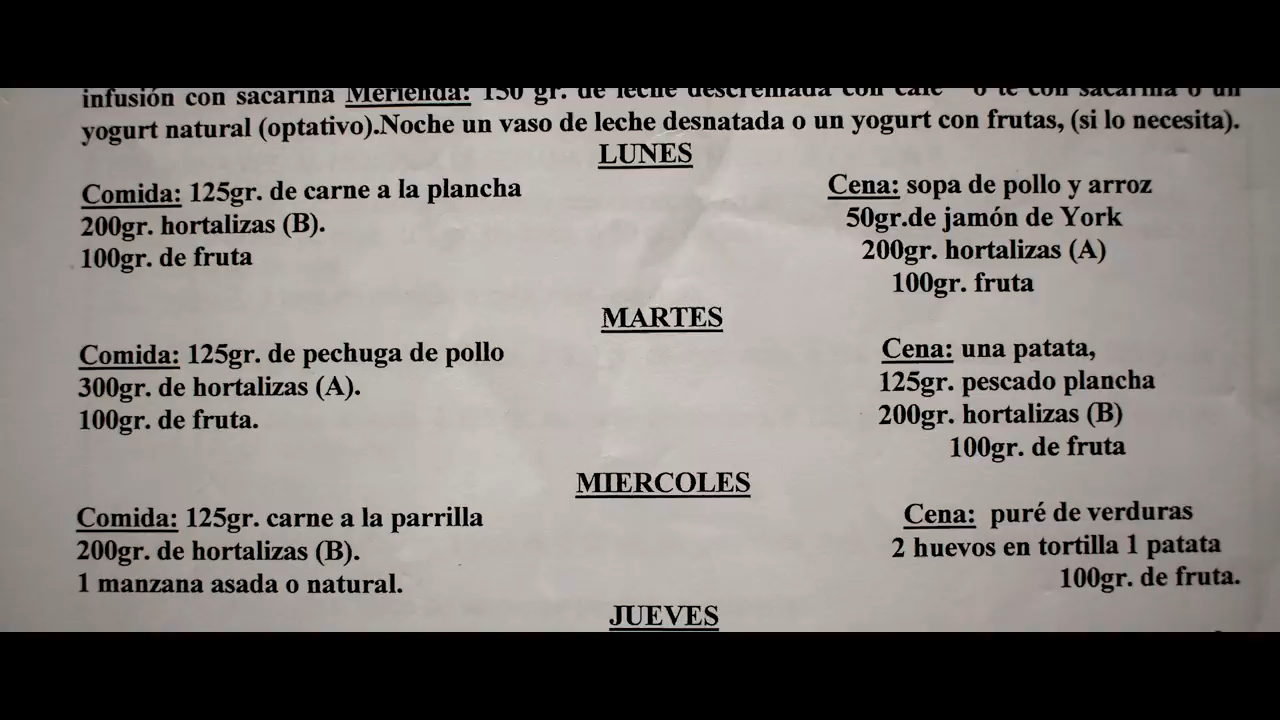 infusión con sacarina Merienda: 150 gr. de leche descremada con café o té con sacarina o un
yogurt natural (optativo).Noche un vaso de leche desnatada o un yogurt con frutas, (si lo necesita).
LUNES
Comida: 125gr. de carne a la plancha
200gr. hortalizas (B).
100gr. de fruta
Cena: sopa de pollo y arroz
50gr.de jamón de York
200gr. hortalizas (A)
100gr. fruta
MARTES
Comida: 125gr. de pechuga de pollo
300gr. de hortalizas (A).
100gr. de fruta.
Cena: una patata,
125gr. pescado plancha
200gr. hortalizas (B)
100gr. de fruta
MIERCOLES
Comida: 125gr. carne a la parrilla
200gr. de hortalizas (B).
1 manzana asada o natural.
Cena: puré de verduras
2 huevos en tortilla 1 patata
100gr. de fruta.
JUEVES